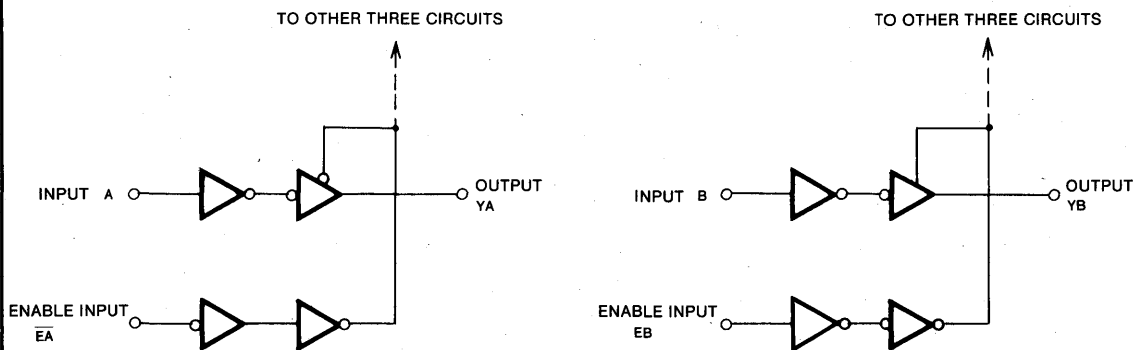 TO OTHER THREE CIRCUITS
INPUT A
OUTPUT
YA
ENABLE INPUT
E̅A̅
TO OTHER THREE CIRCUITS
INPUT B
OUTPUT
YB
ENABLE INPUT
EB